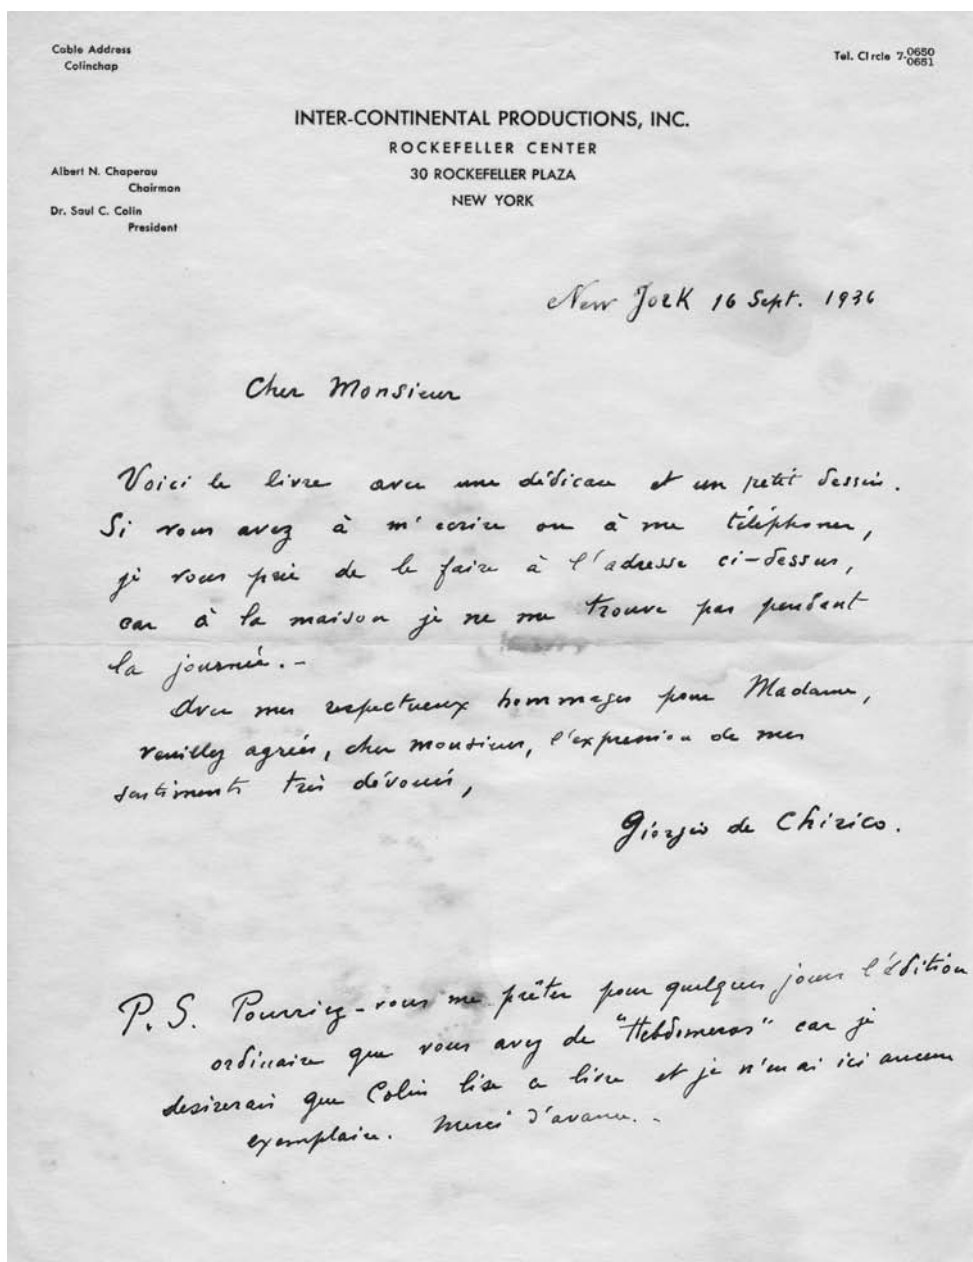 Cable Address
Colinchap
Tel. CIrcle 7-0650
0651
INTER-CONTINENTAL PRODUCTIONS, INC.
ROCKEFELLER CENTER
30 ROCKEFELLER PLAZA
NEW YORK
Albert N. Chaperau
Chairman
Dr. Saul C. Colin
President
New York 16 Sept. 1936
Cher Monsieur
Voici le livre avec une dédicace et un petit dessin.
Si vous avez à m'ecrire ou à me téléphoner,
je vous prie de le faire à l'adresse ci-dessus,
car à la maison je ne me trouve pas pendant
la journée.-
Avec mes respectueux hommages pour Madame,
veuillez agréer, cher monsieur, l'expression de mes
sentiments très dévoués,
Giorgio de Chirico.
P.S. Pourriez-vous me prêter pour quelques jours l'édition
ordinaire que vous avez de "Hebdomeros" car je
desirerais que Colin lise ce livre et je n'en ai ici aucun
exemplaire. Merci d'avance.-